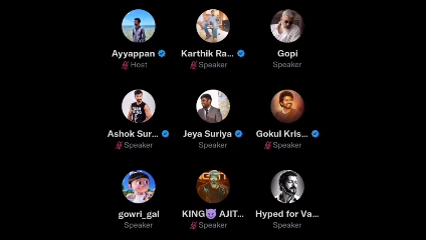 Ayyappan Karthik Ra... Gopi
Host Speaker Speaker
Ashok Sur... Jeya Suriya Gokul Kris...
Speaker Speaker Speaker
gowri_gal KING😈 AJIT... Hyped for Va...
Speaker Speaker Speaker